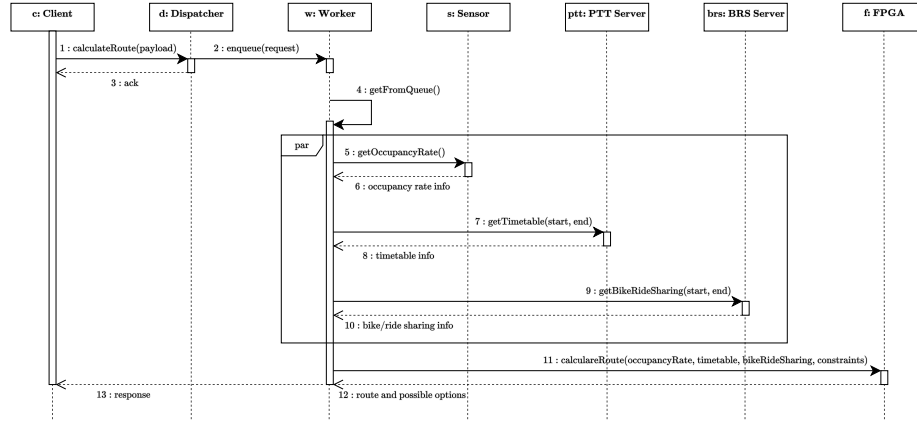 c: Client
d: Dispatcher
w: Worker
s: Sensor
ptt: PTT Server
brs: BRS Server
f: FPGA
1 : calculateRoute(payload)
2 : enqueue(request)
3 : ack
4 : getFromQueue()
par
5 : getOccupancyRate()
6 : occupancy rate info
7 : getTimetable(start, end)
8 : timetable info
9 : getBikeRideSharing(start, end)
10 : bike/ride sharing info
11 : calculareRoute(occupancyRate, timetable, bikeRideSharing, constraints)
13 : response
12 : route and possible options